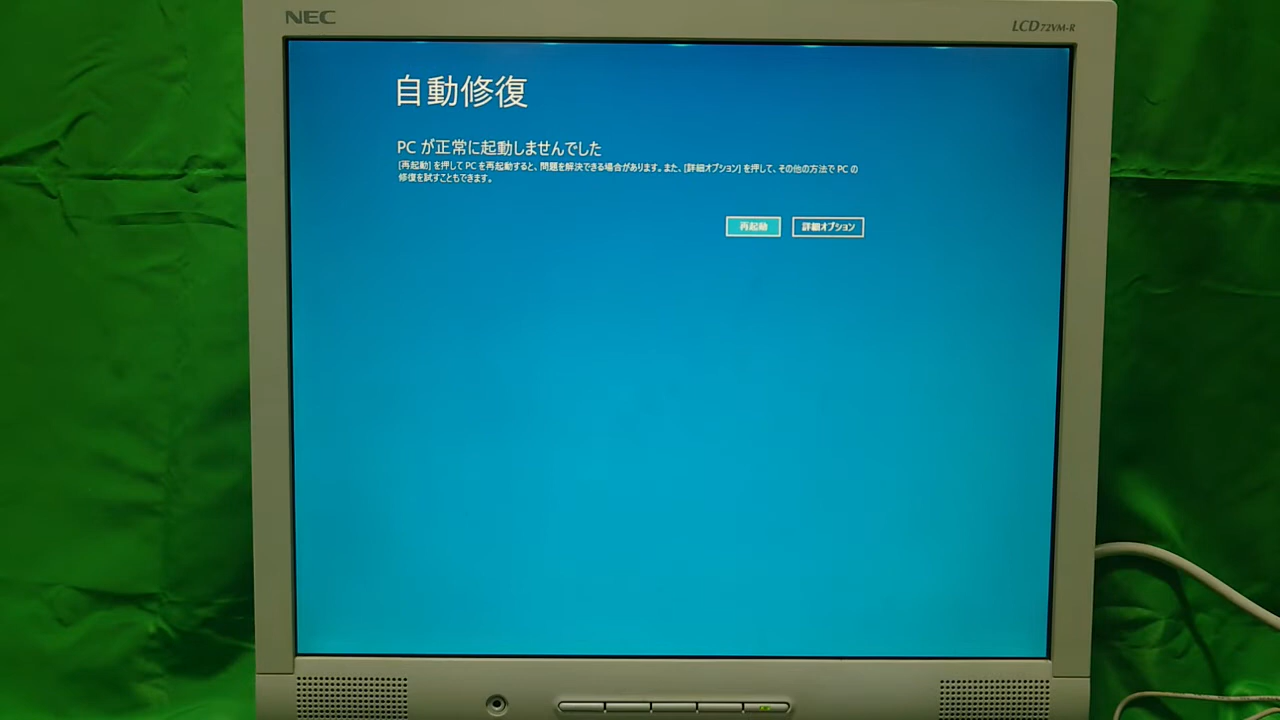 NEC
LCD72VM-R
自動修復
PC が正常に起動しませんでした
[再起動] を押して PC を再起動すると、問題を解決できる場合があります。また、[詳細オプション] を押して、その他の方法で PC の
修復を試すこともできます。
再起動
詳細オプション